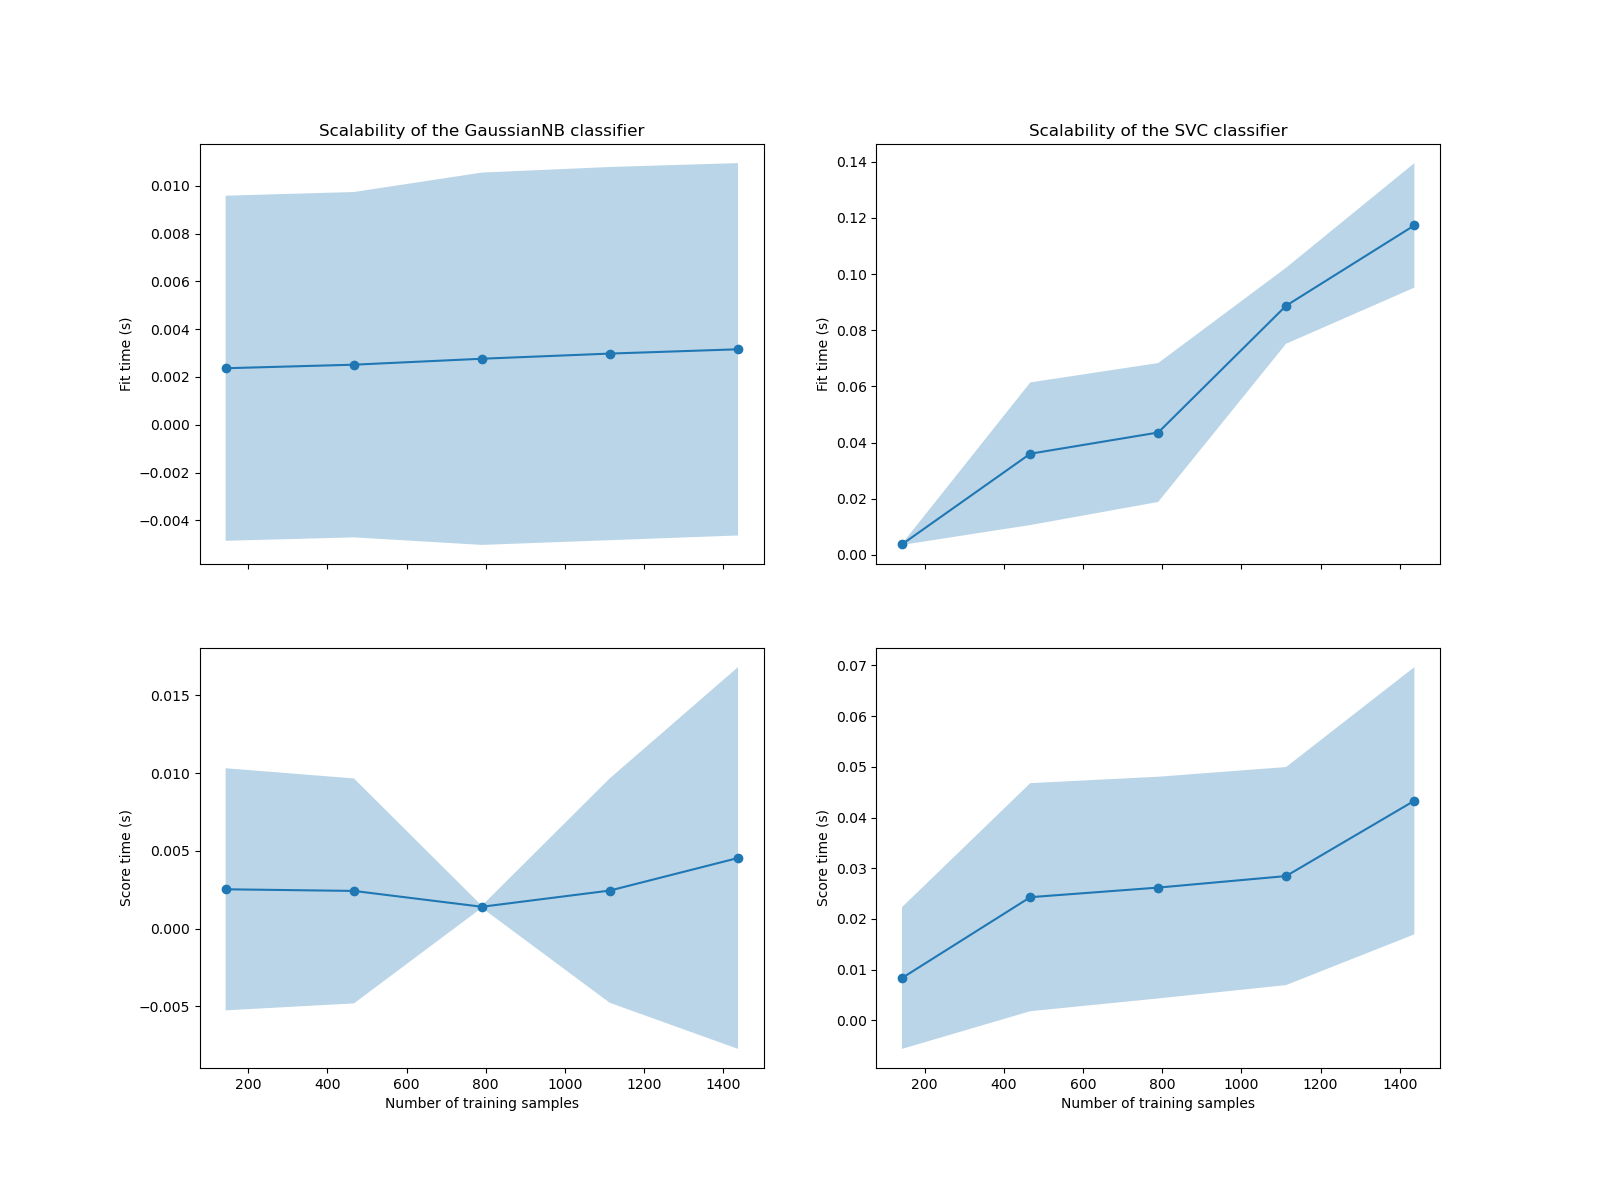 Scalability of the GaussianNB classifier
Fit time (s)
0.010
0.008
0.006
0.004
0.002
0.000
−0.002
−0.004
Scalability of the SVC classifier
Fit time (s)
0.14
0.12
0.10
0.08
0.06
0.04
0.02
0.00
Score time (s)
0.015
0.010
0.005
0.000
−0.005
200 400 600 800 1000 1200 1400
Number of training samples
Score time (s)
0.07
0.06
0.05
0.04
0.03
0.02
0.01
0.00
200 400 600 800 1000 1200 1400
Number of training samples